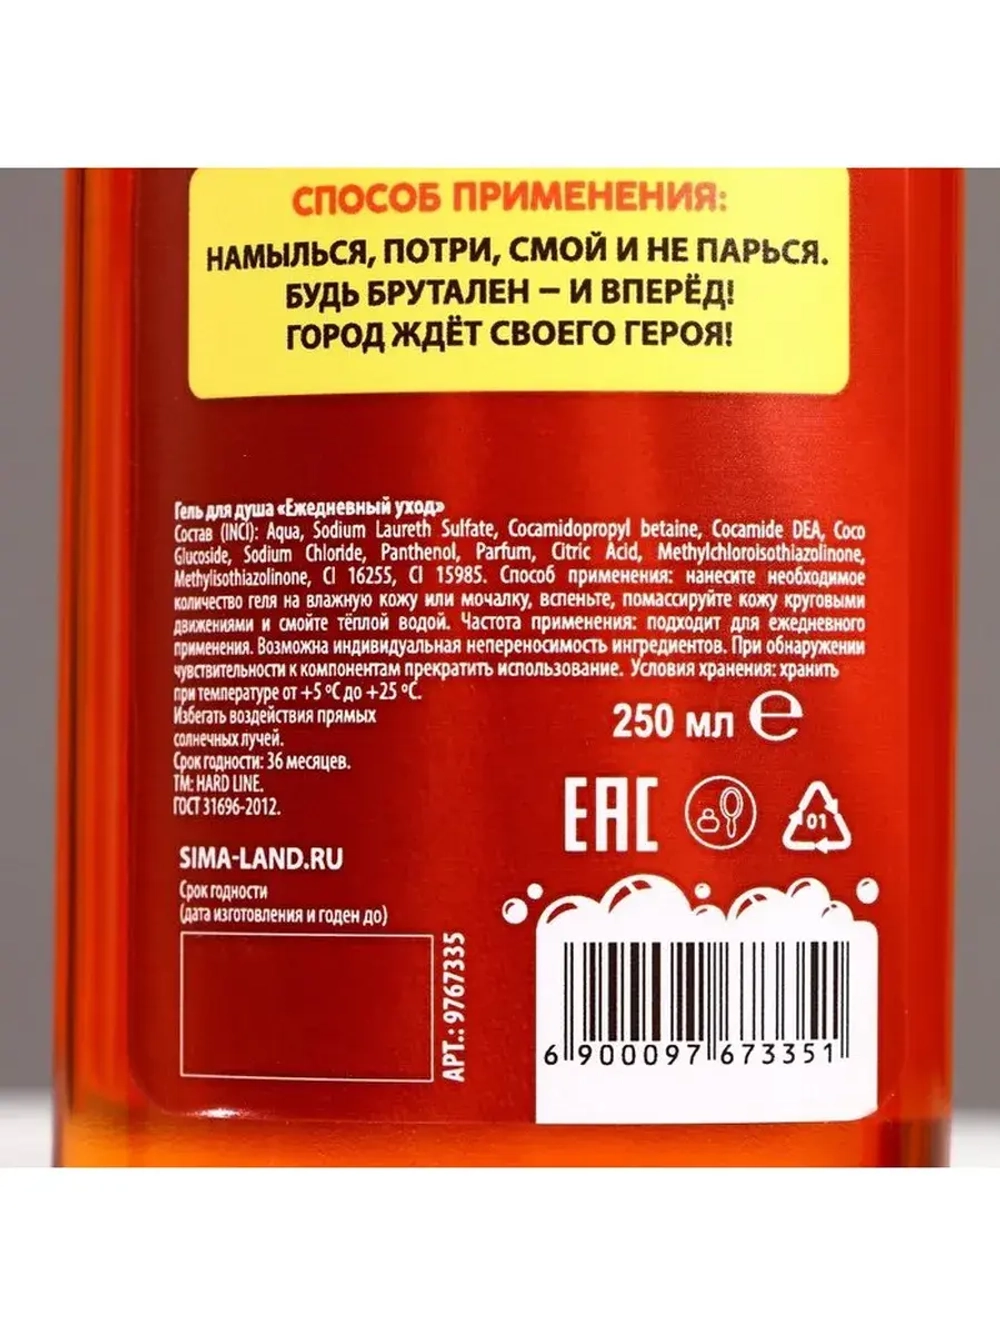 СПОСОБ ПРИМЕНЕНИЯ:
НАМЫЛЬСЯ, ПОТРИ, СМОЙ И НЕ ПАРЬСЯ.
БУДЬ БРУТАЛЕН – И ВПЕРЁД!
ГОРОД ЖДЁТ СВОЕГО ГЕРОЯ!
Гель для душа «Ежедневный уход»
Состав (INCI): Aqua, Sodium Laureth Sulfate, Cocamidopropyl betaine, Cocamide DEA, Coco
Glucoside, Sodium Chloride, Panthenol, Parfum, Citric Acid, Methylchloroisothiazolinone,
Methylisothiazolinone, CI 16255, CI 15985. Способ применения: нанесите необходимое
количество геля на влажную кожу или мочалку, вспеньте, помассируйте кожу круговыми
движениями и смойте тёплой водой. Частота применения: подходит для ежедневного
применения. Возможна индивидуальная непереносимость ингредиентов. При обнаружении
чувствительности к компонентам прекратить использование. Условия хранения: хранить
при температуре от +5 °C до +25 °C.
Избегать воздействия прямых
солнечных лучей.
Срок годности: 36 месяцев.
ТМ: HARD LINE.
ГОСТ 31696-2012.
250 мл e
EAC
01
SIMA-LAND.RU
Срок годности
(дата изготовления и годен до)
АРТ.: 9767335
6 900097 673351